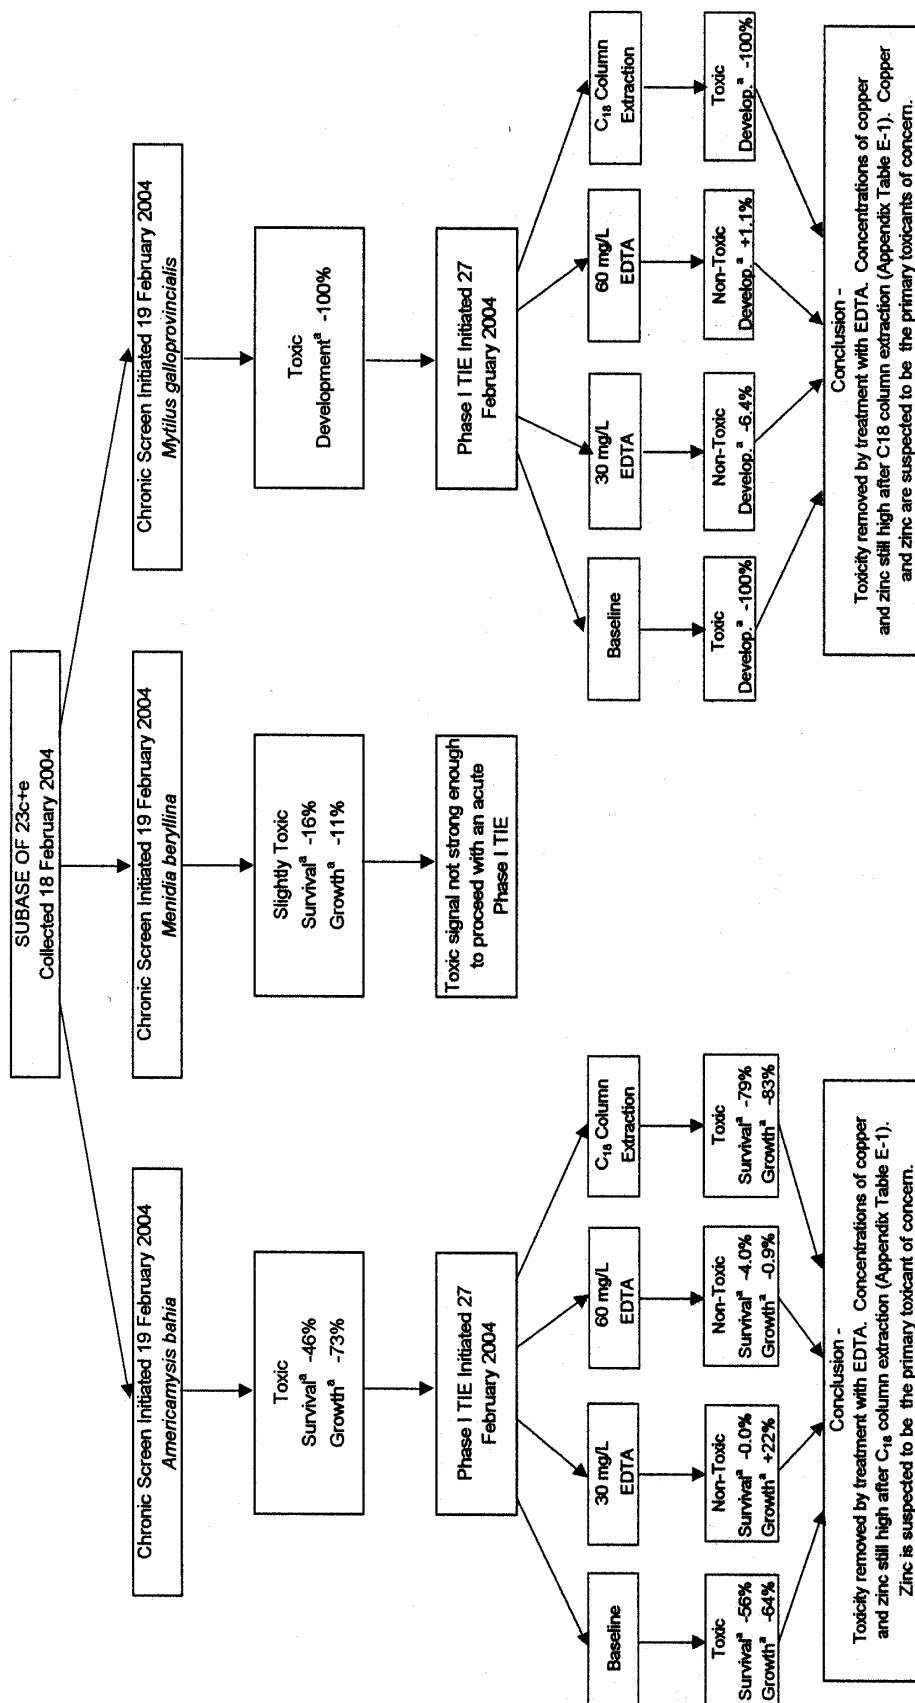 SUBASE OF 23c+e
Collected 18 February 2004
Chronic Screen Initiated 19 February 2004
Americamysis bahia
Chronic Screen Initiated 19 February 2004
Menidia beryllina
Chronic Screen Initiated 19 February 2004
Mytilus galloprovincialis
Toxic
Survivalª -46%
Growthª -73%
Slightly Toxic
Survivalª -16%
Growthª -11%
Toxic
Developmentª -100%
Phase I TIE Initiated 27
February 2004
Toxic signal not strong enough
to proceed with an acute
Phase I TIE
Phase I TIE Initiated 27
February 2004
Baseline
30 mg/L
EDTA
60 mg/L
EDTA
C₁₈ Column
Extraction
Baseline
30 mg/L
EDTA
60 mg/L
EDTA
C₁₈ Column
Extraction
Toxic
Survivalª -56%
Growthª -64%
Non-Toxic
Survivalª -0.0%
Growthª +22%
Non-Toxic
Survivalª -4.0%
Growthª -0.9%
Toxic
Survivalª -79%
Growthª -83%
Toxic
Develop.ª -100%
Non-Toxic
Develop.ª -6.4%
Non-Toxic
Develop.ª +1.1%
Toxic
Develop.ª -100%
Conclusion -
Toxicity removed by treatment with EDTA. Concentrations of copper
and zinc still high after C₁₈ column extraction (Appendix Table E-1).
Zinc is suspected to be the primary toxicant of concern.
Conclusion -
Toxicity removed by treatment with EDTA. Concentrations of copper
and zinc still high after C18 column extraction (Appendix Table E-1). Copper
and zinc are suspected to be the primary toxicants of concern.